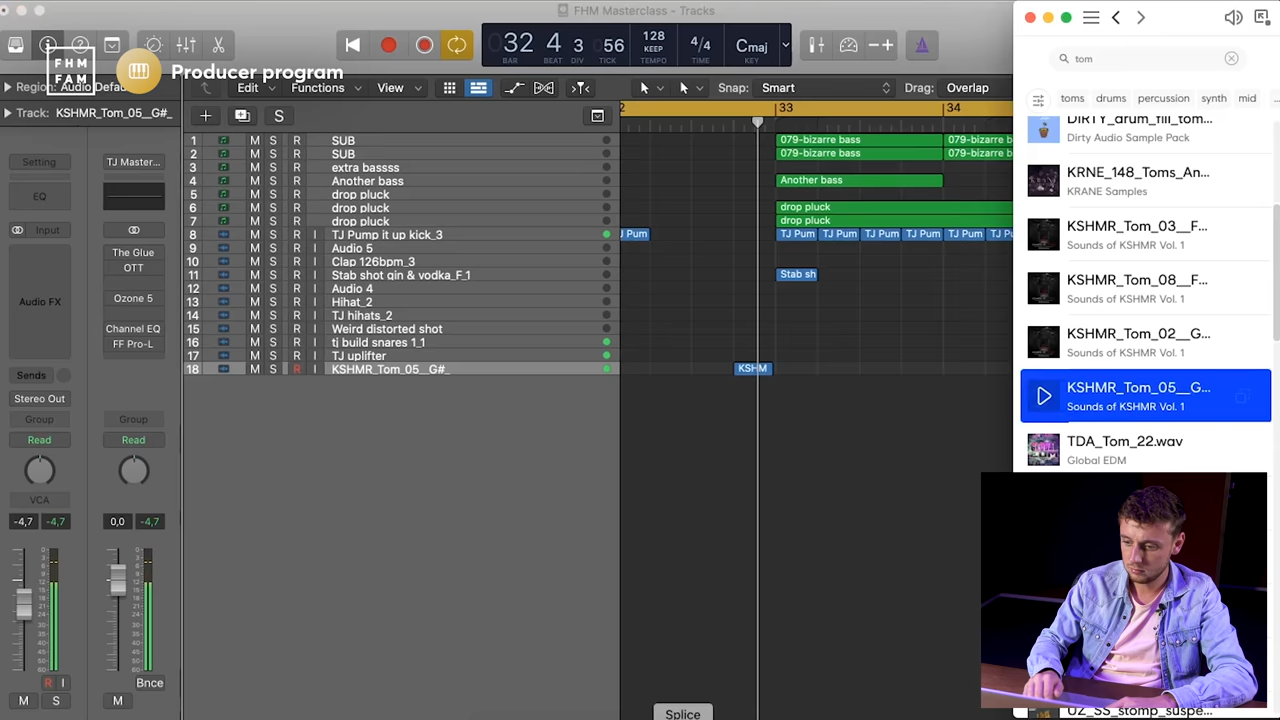 FHM Masterclass - Tracks
FHM
FAM
Producer program
32 4 3 056
BAR BEAT DIV
128
KEEP
TEMPO
4/4
TIME
Cmaj
KEY
Region:
Edit
Functions
View
Snap:
Smart
Drag:
Overlap
Track: KSHMR_Tom_05__G#_
S
2
33
34
1 M S R SUB
2 M S R SUB
3 M S R extra bassss
4 M S R Another bass
5 M S R drop pluck
6 M S R drop pluck
7 M S R drop pluck
8 M S R I TJ Pump it up kick_3
9 M S R I Audio 5
10 M S R I Clap 126bpm_3
11 M S R I Stab shot gin & vodka_F_1
12 M S R I Audio 4
13 M S R I Hihat_2
14 M S R I TJ hihats_2
15 M S R I Weird distorted shot
16 M S R I tj build snares 1_1
17 M S R I TJ uplifter
18 M S R I KSHMR_Tom_05__G#_
079-bizarre bass
079-bizarre b
079-bizarre bass
079-bizarre b
Another bass
drop pluck
drop pluck
J Pum
TJ Pum
TJ Pum
TJ Pum
TJ Pum
TJ Pum
TJ P
Stab sh
KSHM
Setting
TJ Master...
EQ
Input
The Glue
OTT
Audio FX
Ozone 5
Channel EQ
FF Pro-L
Sends
Stereo Out
Group
Group
Read
Read
VCA
-4,7
-4,7
0,0
-4,7
R I
Bnce
M
S
M
Splice
tom
toms
drums
percussion
synth
mid
DIRTY_drum_fill_tom...
Dirty Audio Sample Pack
KRNE_148_Toms_An...
KRANE Samples
KSHMR_Tom_03__F...
Sounds of KSHMR Vol. 1
KSHMR_Tom_08__F...
Sounds of KSHMR Vol. 1
KSHMR_Tom_02__G...
Sounds of KSHMR Vol. 1
KSHMR_Tom_05__G...
Sounds of KSHMR Vol. 1
TDA_Tom_22.wav
Global EDM
UZ_SS_stomp_suspe...